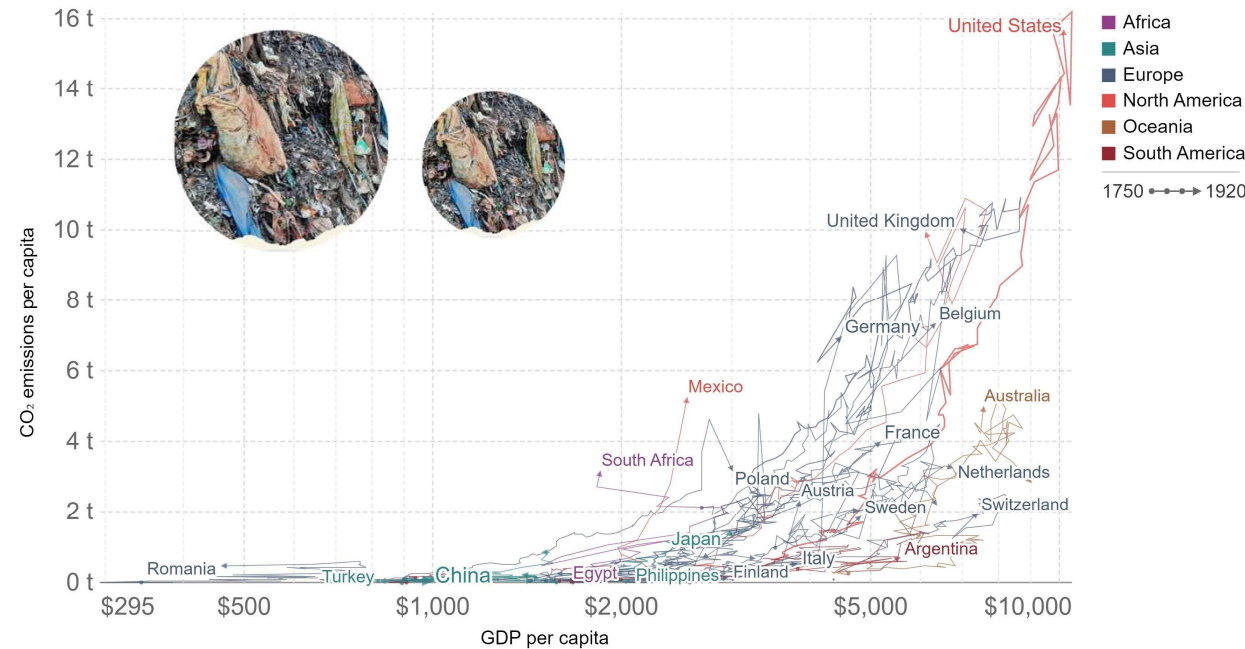 16 t
14 t
12 t
10 t
8 t
6 t
4 t
2 t
0 t
CO₂ emissions per capita
$295
$500
$1,000
$2,000
$5,000
$10,000
GDP per capita
United States
United Kingdom
Belgium
Germany
Mexico
Australia
France
South Africa
Poland
Netherlands
Austria
Sweden
Switzerland
Japan
Argentina
Italy
Romania
Turkey
China
Egypt
Philippines
Finland
Africa
Asia
Europe
North America
Oceania
South America
1750 1920